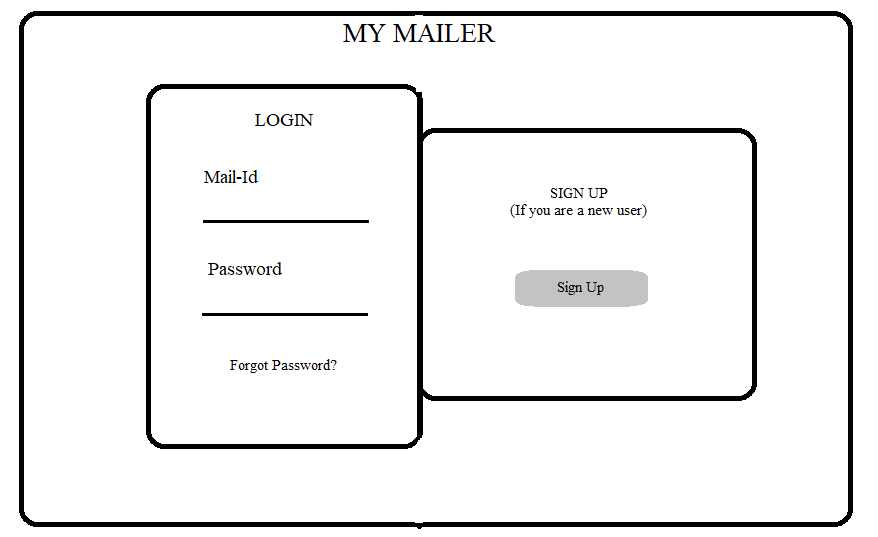 MY MAILER
LOGIN
Mail-Id
Password
Forgot Password?
SIGN UP
(If you are a new user)
Sign Up